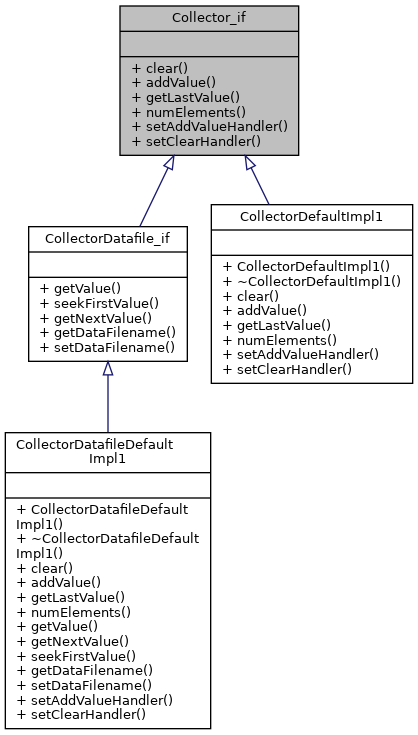 Collector_if
+ clear()
+ addValue()
+ getLastValue()
+ numElements()
+ setAddValueHandler()
+ setClearHandler()
CollectorDatafile_if
+ getValue()
+ seekFirstValue()
+ getNextValue()
+ getDataFilename()
+ setDataFilename()
CollectorDefaultImpl1
+ CollectorDefaultImpl1()
+ ~CollectorDefaultImpl1()
+ clear()
+ addValue()
+ getLastValue()
+ numElements()
+ setAddValueHandler()
+ setClearHandler()
CollectorDatafileDefault
Impl1
+ CollectorDatafileDefault
Impl1()
+ ~CollectorDatafileDefault
Impl1()
+ clear()
+ addValue()
+ getLastValue()
+ numElements()
+ getValue()
+ getNextValue()
+ seekFirstValue()
+ getDataFilename()
+ setDataFilename()
+ setAddValueHandler()
+ setClearHandler()